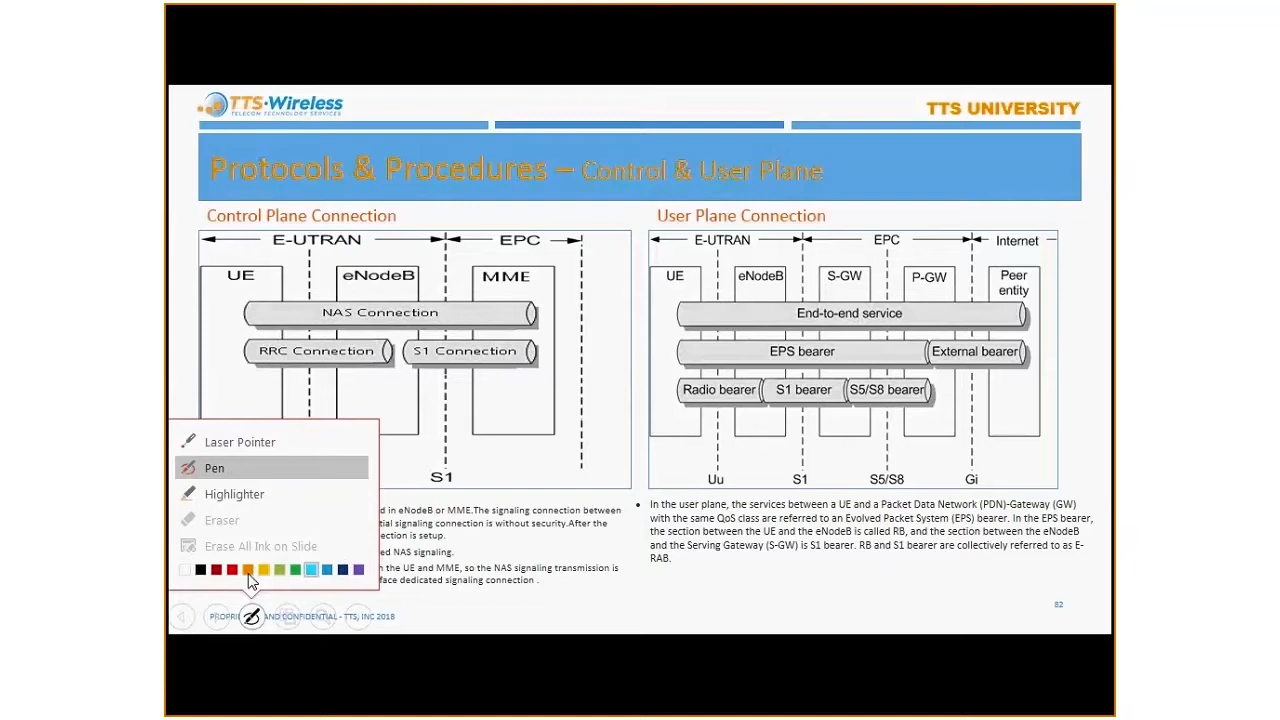 TTS·Wireless
TELECOM TECHNOLOGY SERVICES
TTS UNIVERSITY
Protocols & Procedures – Control & User Plane
Control Plane Connection
E-UTRAN EPC
UE eNodeB MME
NAS Connection
RRC Connection S1 Connection
S1
User Plane Connection
E-UTRAN EPC Internet
UE eNodeB S-GW P-GW Peer
entity
End-to-end service
EPS bearer External bearer
Radio bearer S1 bearer S5/S8 bearer
Uu S1 S5/S8 Gi
Laser Pointer
Pen
Highlighter
Eraser
Erase All Ink on Slide
d in eNodeB or MME.The signaling connection between
tial signaling connection is without security.After the
ection is setup.
ed NAS signaling.
n the UE and MME, so the NAS signaling transmission is
face dedicated signaling connection .
• In the user plane, the services between a UE and a Packet Data Network (PDN)-Gateway (GW)
with the same QoS class are referred to an Evolved Packet System (EPS) bearer. In the EPS bearer,
the section between the UE and the eNodeB is called RB, and the section between the eNodeB
and the Serving Gateway (S-GW) is S1 bearer. RB and S1 bearer are collectively referred to as E-
RAB.
82
PROPRI AND CONFIDENTIAL - TTS, INC 2018